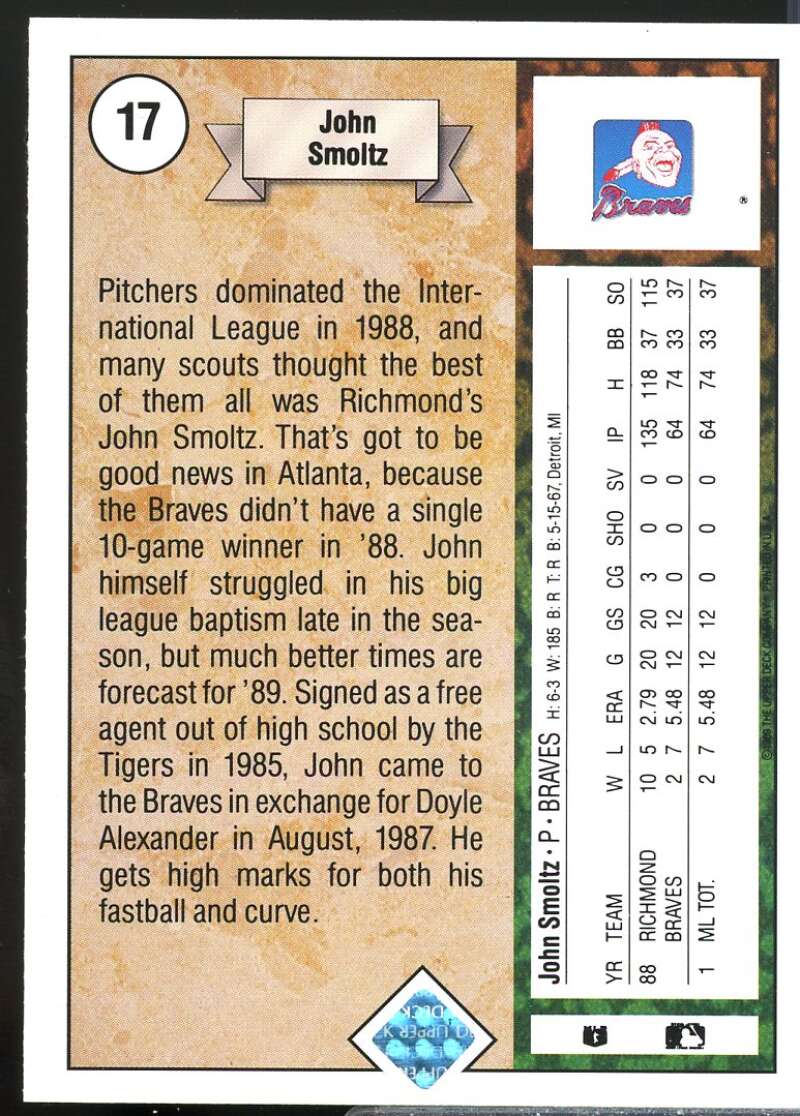 17
John
Smoltz
Pitchers dominated the Inter-
national League in 1988, and
many scouts thought the best
of them all was Richmond's
John Smoltz. That's got to be
good news in Atlanta, because
the Braves didn't have a single
10-game winner in '88. John
himself struggled in his big
league baptism late in the sea-
son, but much better times are
forecast for '89. Signed as a free
agent out of high school by the
Tigers in 1985, John came to
the Braves in exchange for Doyle
Alexander in August, 1987. He
gets high marks for both his
fastball and curve.
Braves ®
John Smoltz • P • BRAVES H: 6-3 W: 185 B: R T: R B: 5-15-67, Detroit, MI
YR TEAM W L ERA G GS CG SHO SV IP H BB SO
88 RICHMOND 10 5 2.79 20 20 3 0 0 135 118 37 115
BRAVES 2 7 5.48 12 12 0 0 0 64 74 33 37
1 ML TOT. 2 7 5.48 12 12 0 0 0 64 74 33 37
THE UPPER DECK COMPANY PRINTED IN U.S.A.
UPPER
DECK